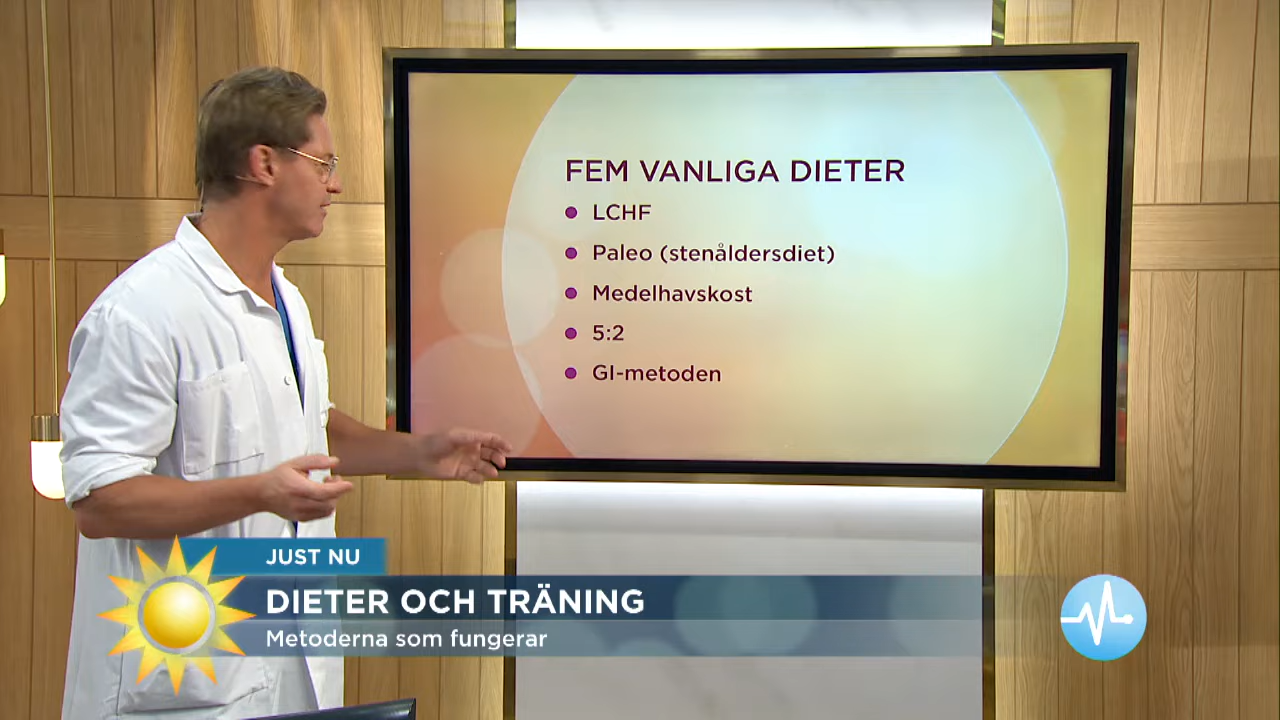 FEM VANLIGA DIETER
LCHF
Paleo (stenåldersdiet)
Medelhavskost
5:2
GI-metoden
JUST NU
DIETER OCH TRÄNING
Metoderna som fungerar